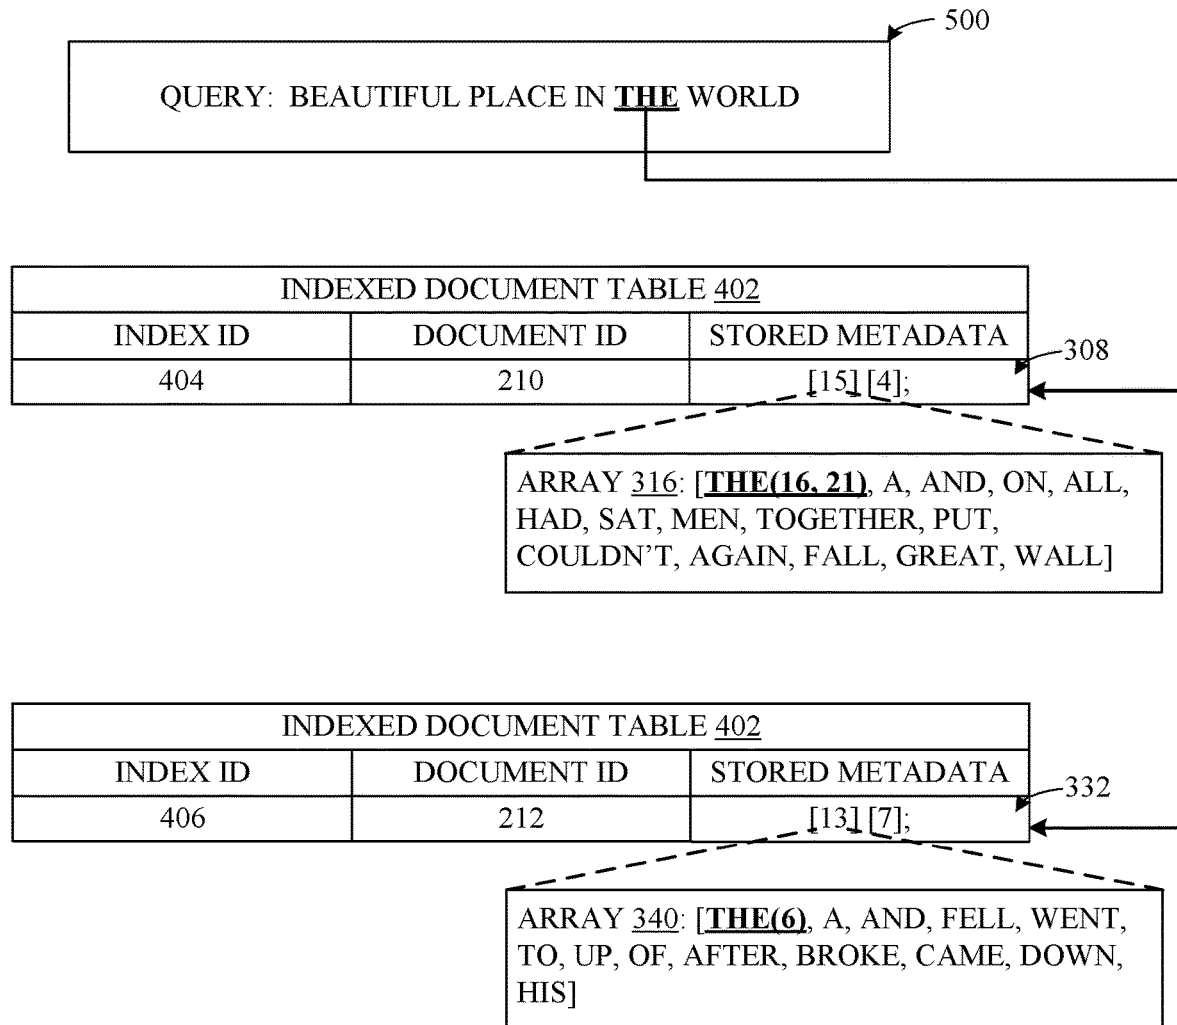 500
QUERY: BEAUTIFUL PLACE IN THE WORLD
INDEXED DOCUMENT TABLE 402
INDEX ID DOCUMENT ID STORED METADATA
308
404 210 [15] [4];
ARRAY 316: [THE(16, 21), A, AND, ON, ALL,
HAD, SAT, MEN, TOGETHER, PUT,
COULDN'T, AGAIN, FALL, GREAT, WALL]
INDEXED DOCUMENT TABLE 402
INDEX ID DOCUMENT ID STORED METADATA
332
406 212 [13] [7];
ARRAY 340: [THE(6), A, AND, FELL, WENT,
TO, UP, OF, AFTER, BROKE, CAME, DOWN,
HIS]